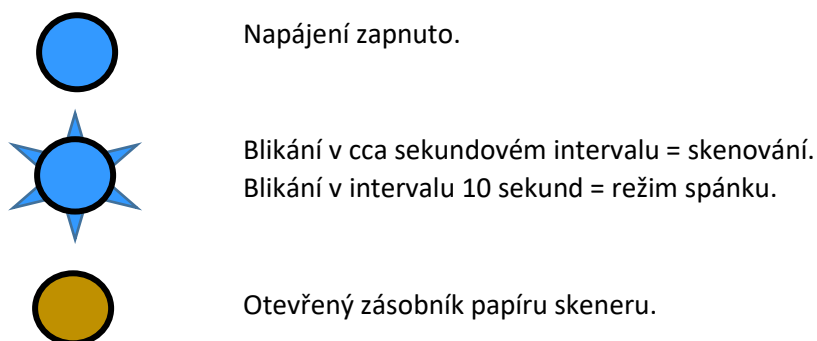 Napájení zapnuto.
Blikání v cca sekundovém intervalu = skenování.
Blikání v intervalu 10 sekund = režim spánku.
Otevřený zásobník papíru skeneru.